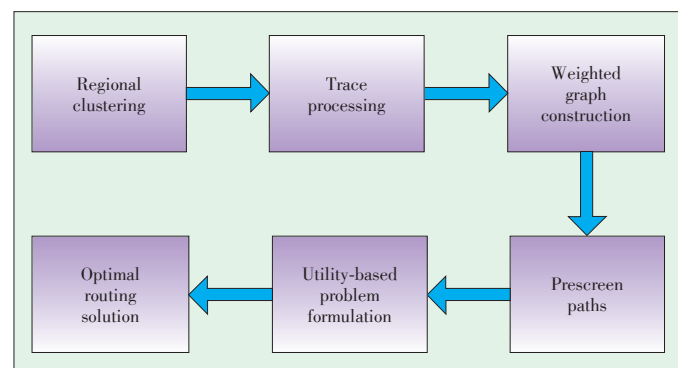 Regional
clustering
Trace
processing
Weighted
graph
construction
Prescreen
paths
Utility-based
problem
formulation
Optimal
routing
solution